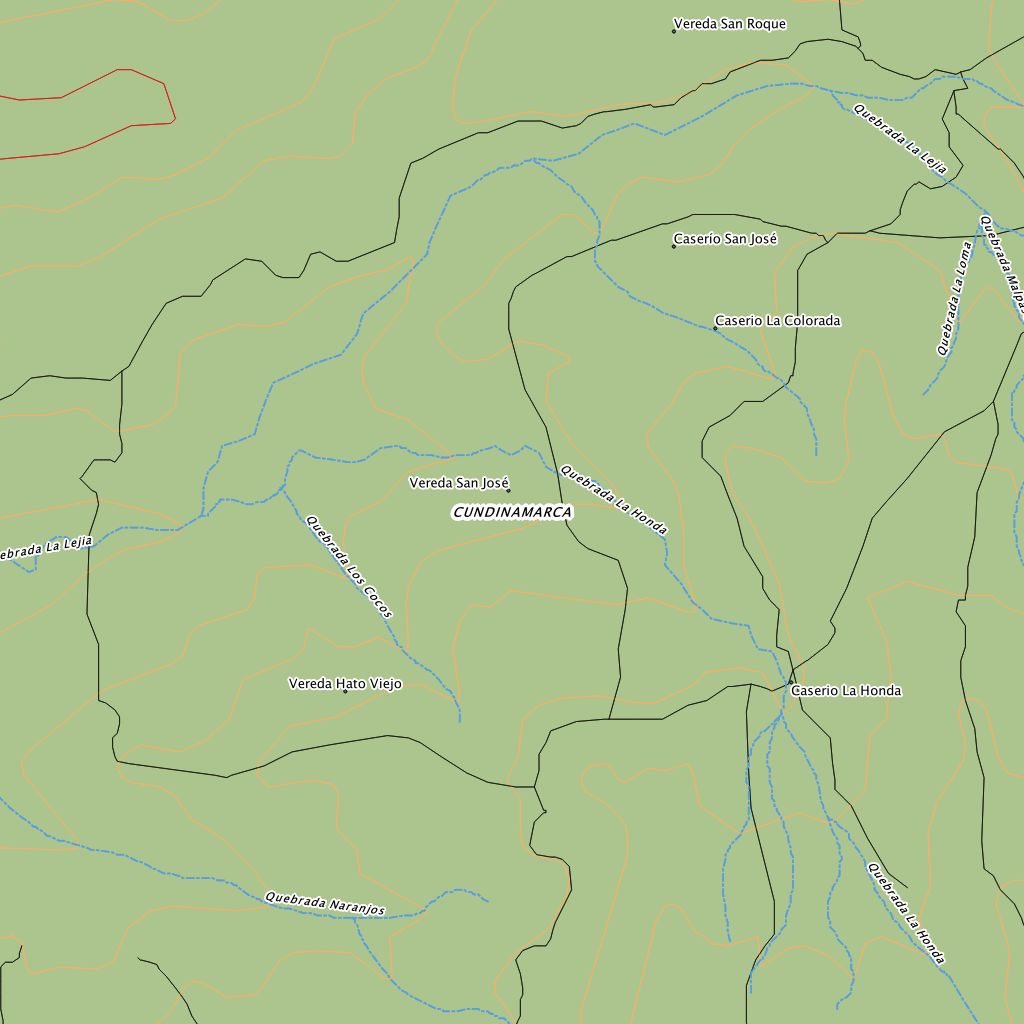 Vereda San Roque
Quebrada La Lejia
Caserío San José
Quebrada Malpas
Quebrada La Loma
Caserio La Colorada
Vereda San José
Quebrada La Honda
CUNDINAMARCA
ebrada La Lejia
Quebrada Los Cocos
Vereda Hato Viejo
Caserio La Honda
Quebrada Naranjos
Quebrada La Honda